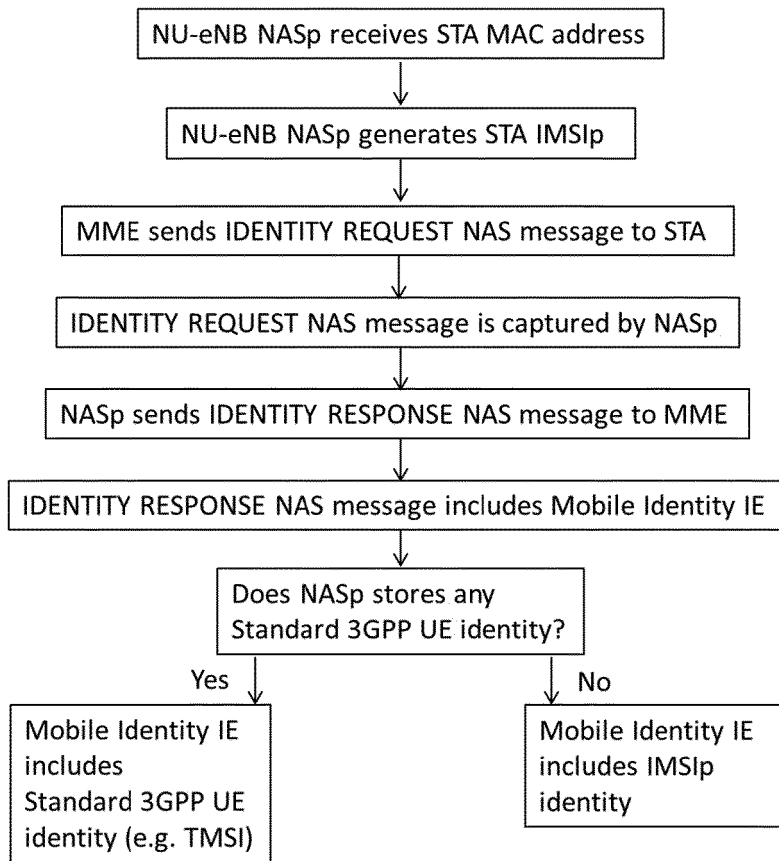 NU-eNB NASp receives STA MAC address
NU-eNB NASp generates STA IMSIp
MME sends IDENTITY REQUEST NAS message to STA
IDENTITY REQUEST NAS message is captured by NASp
NASp sends IDENTITY RESPONSE NAS message to MME
IDENTITY RESPONSE NAS message includes Mobile Identity IE
Does NASp stores any
Standard 3GPP UE identity?
Yes
No
Mobile Identity IE
includes
Standard 3GPP UE
identity (e.g. TMSI)
Mobile Identity IE
includes IMSIp
identity